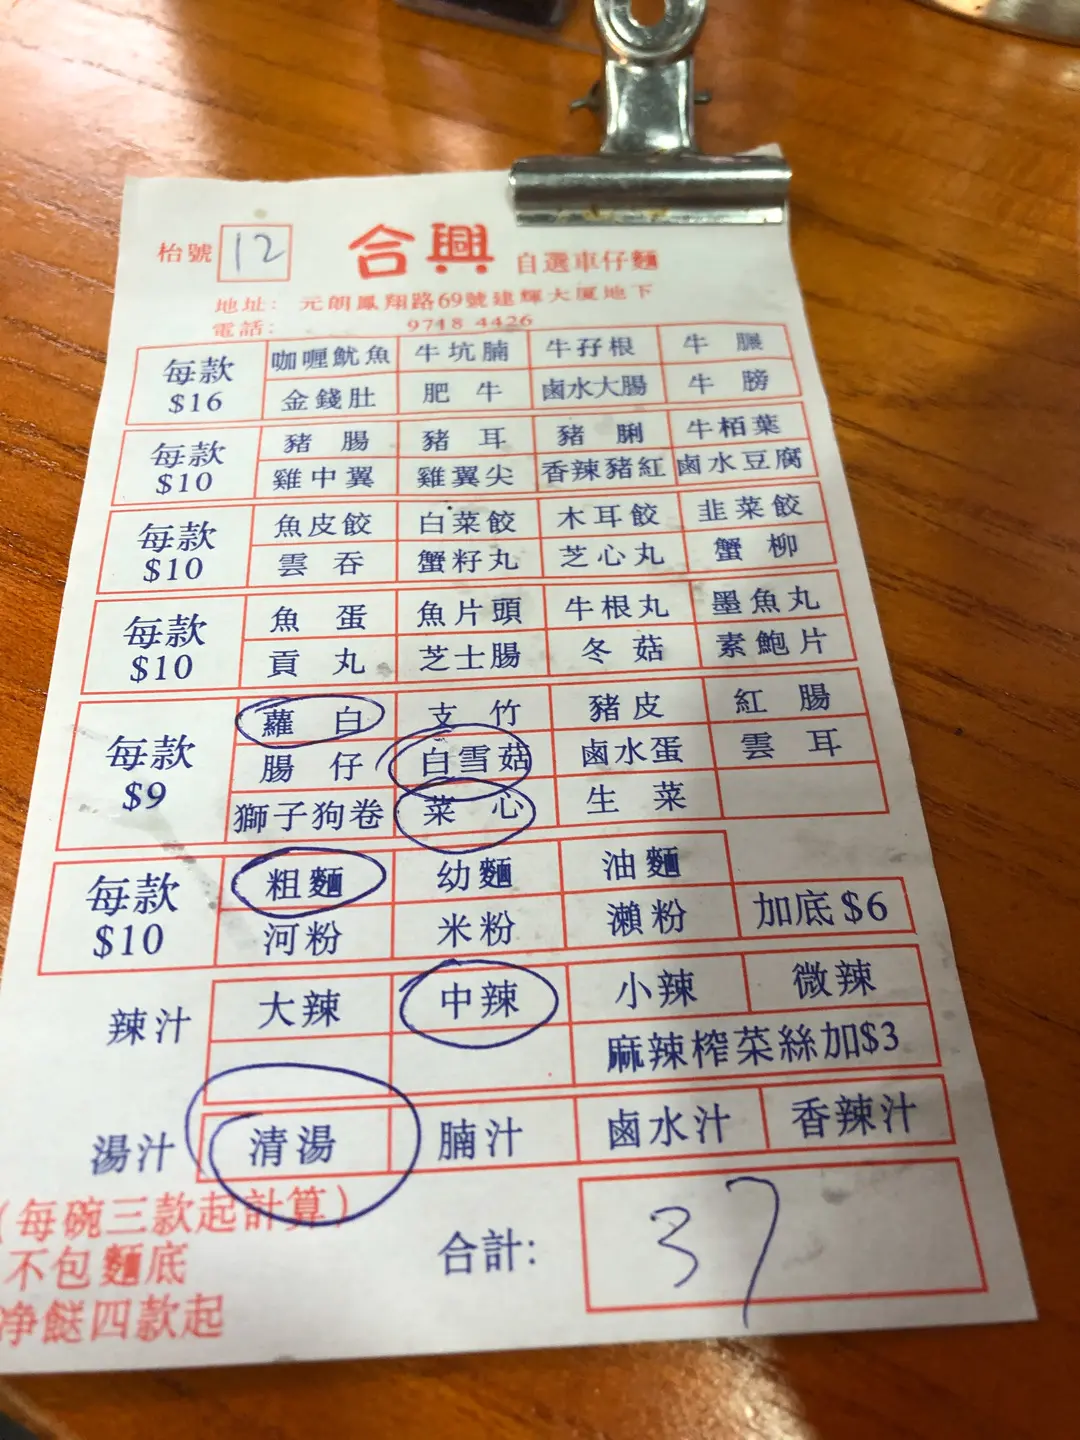 枱號 12 合興 自選車仔麵
地址: 元朗鳳翔路69號建輝大厦地下
電話: 9718 4426
每款 $16
咖喱魷魚 牛坑腩 牛孖根 牛𦟌
金錢肚 肥牛 鹵水大腸 牛膀
每款 $10
豬腸 豬耳 豬脷 牛栢葉
雞中翼 雞翼尖 香辣豬紅 鹵水豆腐
每款 $10
魚皮餃 白菜餃 木耳餃 韭菜餃
雲吞 蟹籽丸 芝心丸 蟹柳
每款 $10
魚蛋 魚片頭 牛根丸 墨魚丸
貢丸 芝士腸 冬菇 素鮑片
每款 $9
蘿白 支竹 豬皮 紅腸
腸仔 白雪菇 鹵水蛋 雲耳
獅子狗卷 菜心 生菜
每款 $10
粗麵 幼麵 油麵
河粉 米粉 瀨粉 加底 $6
辣汁 大辣 中辣 小辣 微辣
麻辣榨菜絲加$3
湯汁 清湯 腩汁 鹵水汁 香辣汁
(每碗三款起計算)
不包麵底
净餸四款起
合計: 37